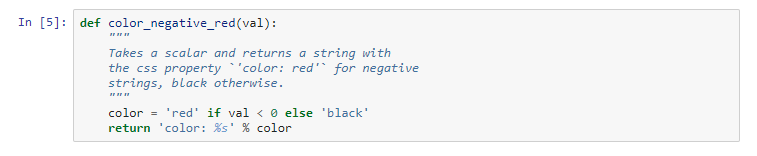 In [5]: def color_negative_red(val):
    """
    Takes a scalar and returns a string with
    the css property `'color: red'` for negative
    strings, black otherwise.
    """
    color = 'red' if val < 0 else 'black'
    return 'color: %s' % color